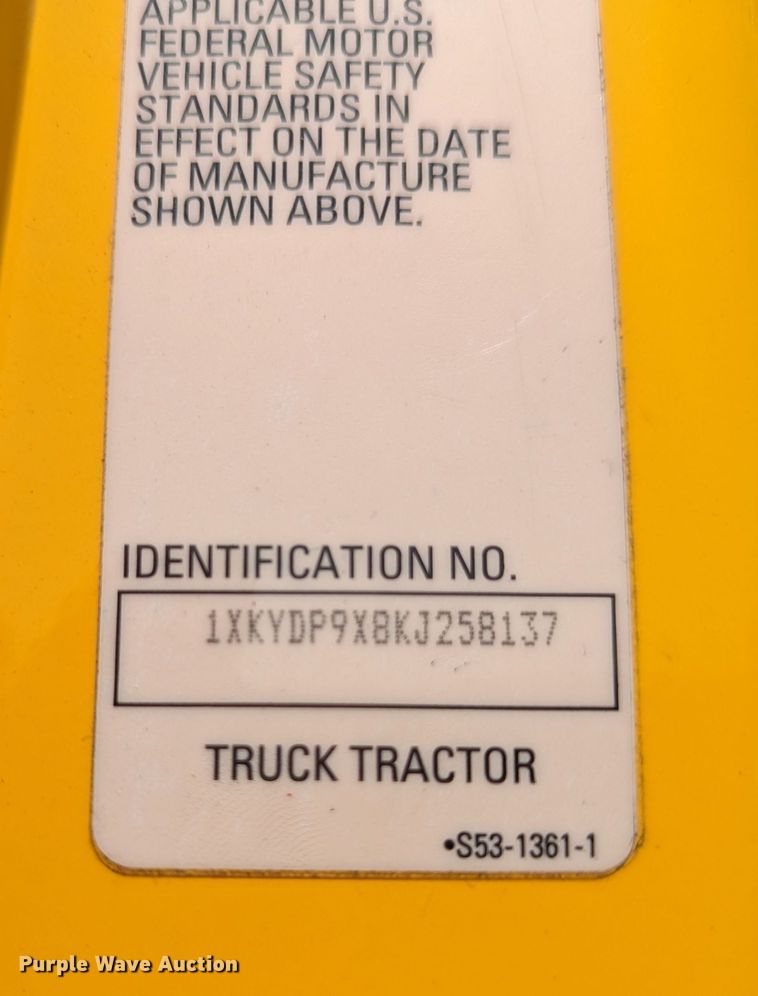 APPLICABLE U.S.
FEDERAL MOTOR
VEHICLE SAFETY
STANDARDS IN
EFFECT ON THE DATE
OF MANUFACTURE
SHOWN ABOVE.
IDENTIFICATION NO.
1XKYDP9X8KJ258137
TRUCK TRACTOR
•S53-1361-1
Purple Wave Auction